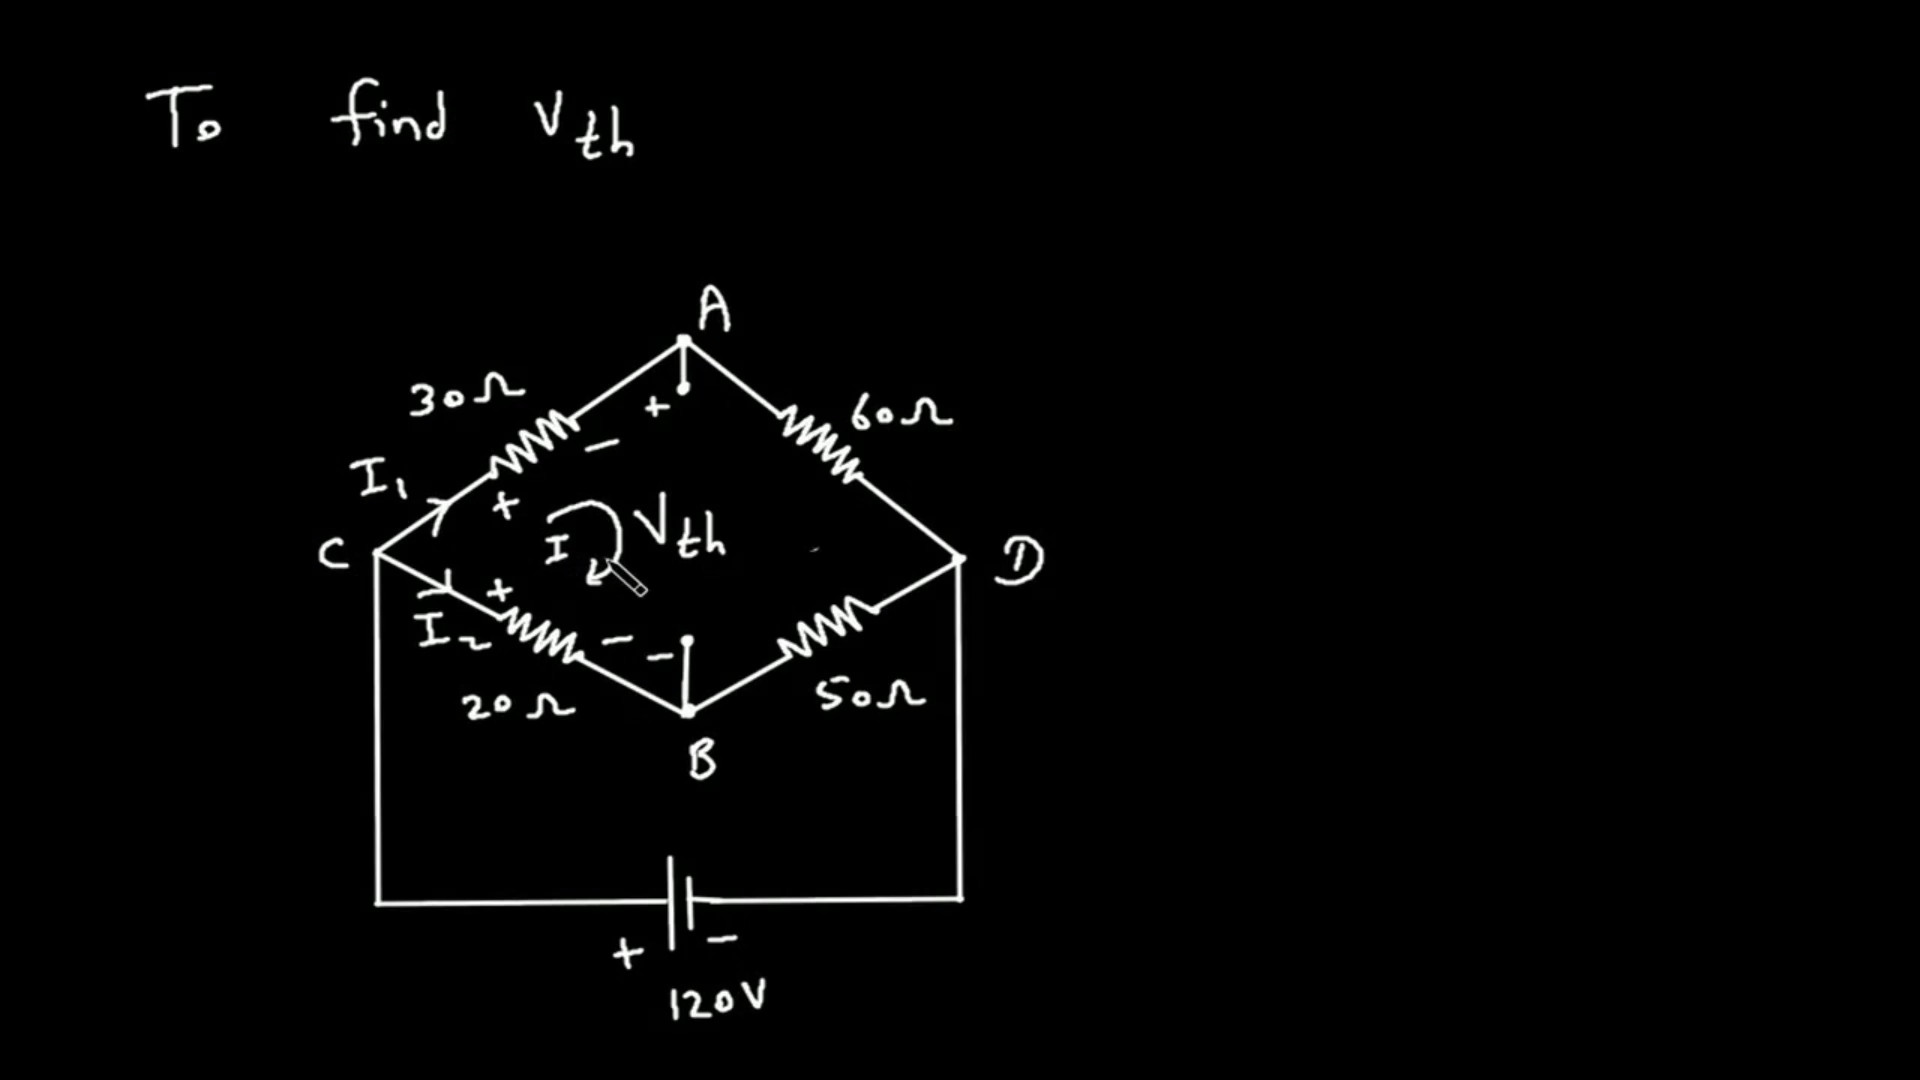 To find Vth
A
30Ω
60Ω
+
−
I₁
+
I
Vth
C
D
+
I₂
−
−
20Ω
50Ω
B
+
−
120V